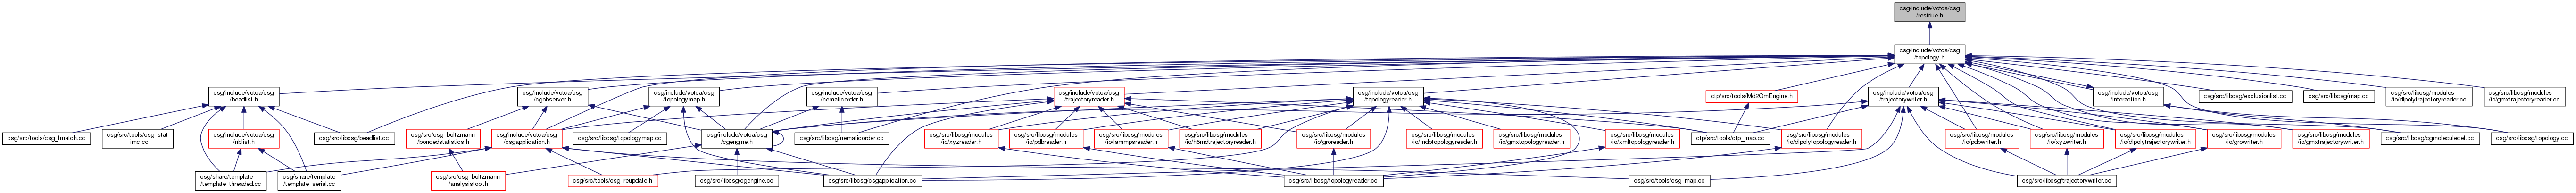 csg/include/votca/csg
/residue.h
csg/include/votca/csg
/topology.h
csg/include/votca/csg
/beadlist.h
csg/include/votca/csg
/cgobserver.h
csg/include/votca/csg
/topologymap.h
csg/include/votca/csg
/nematicorder.h
csg/include/votca/csg
/trajectoryreader.h
csg/include/votca/csg
/topologyreader.h
ctp/src/tools/Md2QmEngine.h
csg/include/votca/csg
/trajectorywriter.h
csg/include/votca/csg
/interaction.h
csg/src/libcsg/exclusionlist.cc
csg/src/libcsg/map.cc
csg/src/libcsg/modules
/io/dlpolytrajectoryreader.cc
csg/src/libcsg/modules
/io/gmxtrajectoryreader.cc
csg/src/tools/csg_fmatch.cc
csg/src/tools/csg_stat
_imc.cc
csg/include/votca/csg
/nblist.h
csg/src/libcsg/beadlist.cc
csg/src/csg_boltzmann
/bondedstatistics.h
csg/include/votca/csg
/csgapplication.h
csg/src/libcsg/topologymap.cc
csg/include/votca/csg
/cgengine.h
csg/src/libcsg/nematicorder.cc
csg/src/libcsg/modules
/io/xyzreader.h
csg/src/libcsg/modules
/io/pdbreader.h
csg/src/libcsg/modules
/io/lammpsreader.h
csg/src/libcsg/modules
/io/h5mdtrajectoryreader.h
csg/src/libcsg/modules
/io/groreader.h
csg/src/libcsg/modules
/io/mdptopologyreader.h
csg/src/libcsg/modules
/io/gmxtopologyreader.h
csg/src/libcsg/modules
/io/xmltopologyreader.h
ctp/src/tools/ctp_map.cc
csg/src/libcsg/modules
/io/dlpolytopologyreader.h
csg/src/libcsg/modules
/io/pdbwriter.h
csg/src/libcsg/modules
/io/xyzwriter.h
csg/src/libcsg/modules
/io/dlpolytrajectorywriter.h
csg/src/libcsg/modules
/io/growriter.h
csg/src/libcsg/modules
/io/gmxtrajectorywriter.h
csg/src/libcsg/cgmoleculedef.cc
csg/src/libcsg/topology.cc
csg/share/template
/template_threaded.cc
csg/share/template
/template_serial.cc
csg/src/csg_boltzmann
/analysistool.h
csg/src/tools/csg_reupdate.h
csg/src/libcsg/cgengine.cc
csg/src/libcsg/csgapplication.cc
csg/src/libcsg/topologyreader.cc
csg/src/tools/csg_map.cc
csg/src/libcsg/trajectorywriter.cc